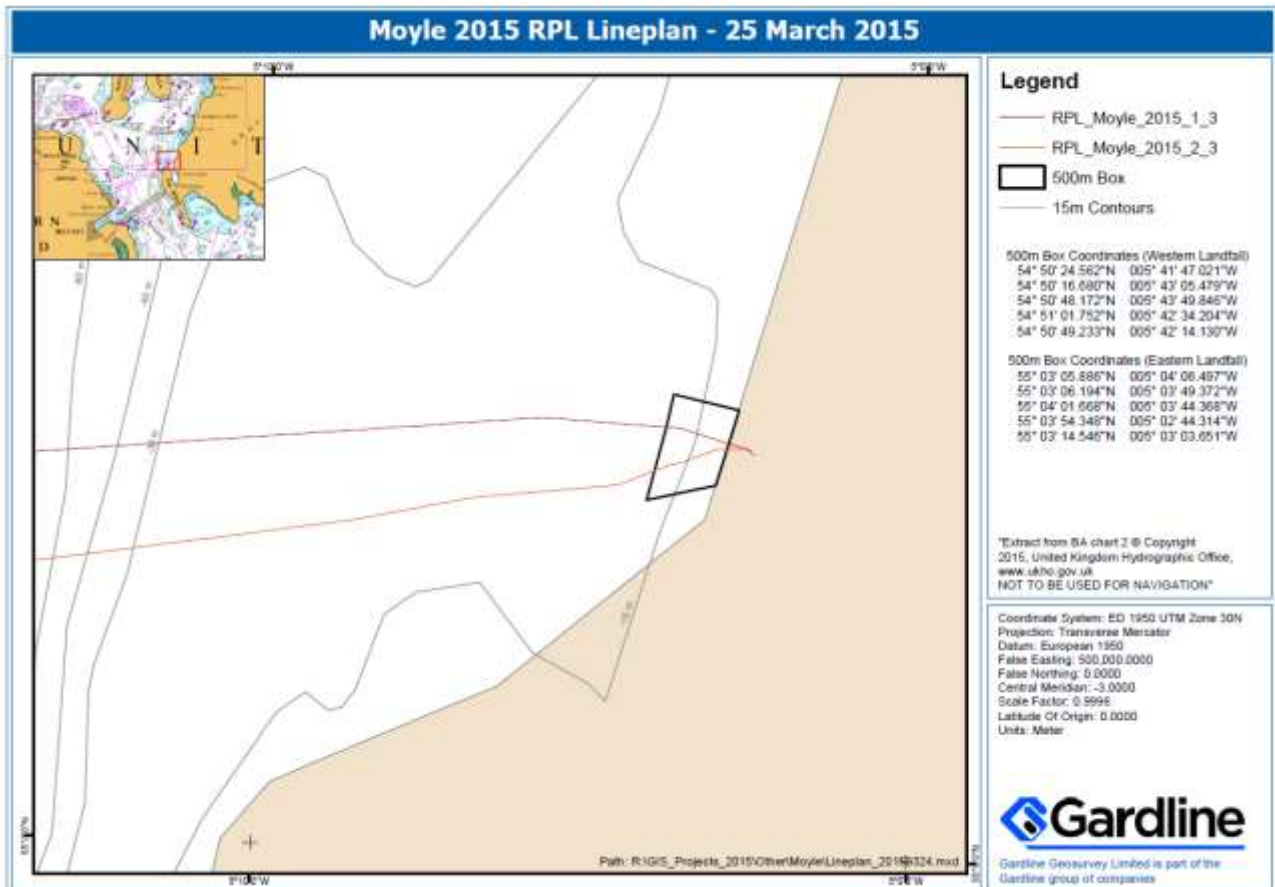 Moyle 2015 RPL Lineplan - 25 March 2015
U N I T
R N
D
Legend
RPL_Moyle_2015_1_3
RPL_Moyle_2015_2_3
500m Box
15m Contours
500m Box Coordinates (Western Landfall)
54° 50' 24.562"N 005° 41' 47.021"W
54° 50' 16.680"N 005° 43' 05.479"W
54° 50' 48.172"N 005° 43' 49.846"W
54° 51' 01.752"N 005° 42' 34.204"W
54° 50' 49.233"N 005° 42' 14.130"W
500m Box Coordinates (Eastern Landfall)
55° 03' 05.886"N 005° 04' 06.497"W
55° 03' 06.194"N 005° 03' 49.372"W
55° 04' 01.668"N 005° 03' 44.368"W
55° 03' 54.348"N 005° 02' 44.314"W
55° 03' 14.546"N 005° 03' 03.651"W
"Extract from BA chart 2 © Copyright
2015, United Kingdom Hydrographic Office,
www.ukho.gov.uk
NOT TO BE USED FOR NAVIGATION"
Coordinate System: ED 1950 UTM Zone 30N
Projection: Transverse Mercator
Datum: European 1950
False Easting: 500,000.0000
False Northing: 0.0000
Central Meridian: -3.0000
Scale Factor: 0.9996
Latitude Of Origin: 0.0000
Units: Meter
Gardline
Gardline Geosurvey Limited is part of the
Gardline group of companies
Path: R:\GIS_Projects_2015\Other\Moyle\Lineplan_20150324.mxd
5°10'0"W